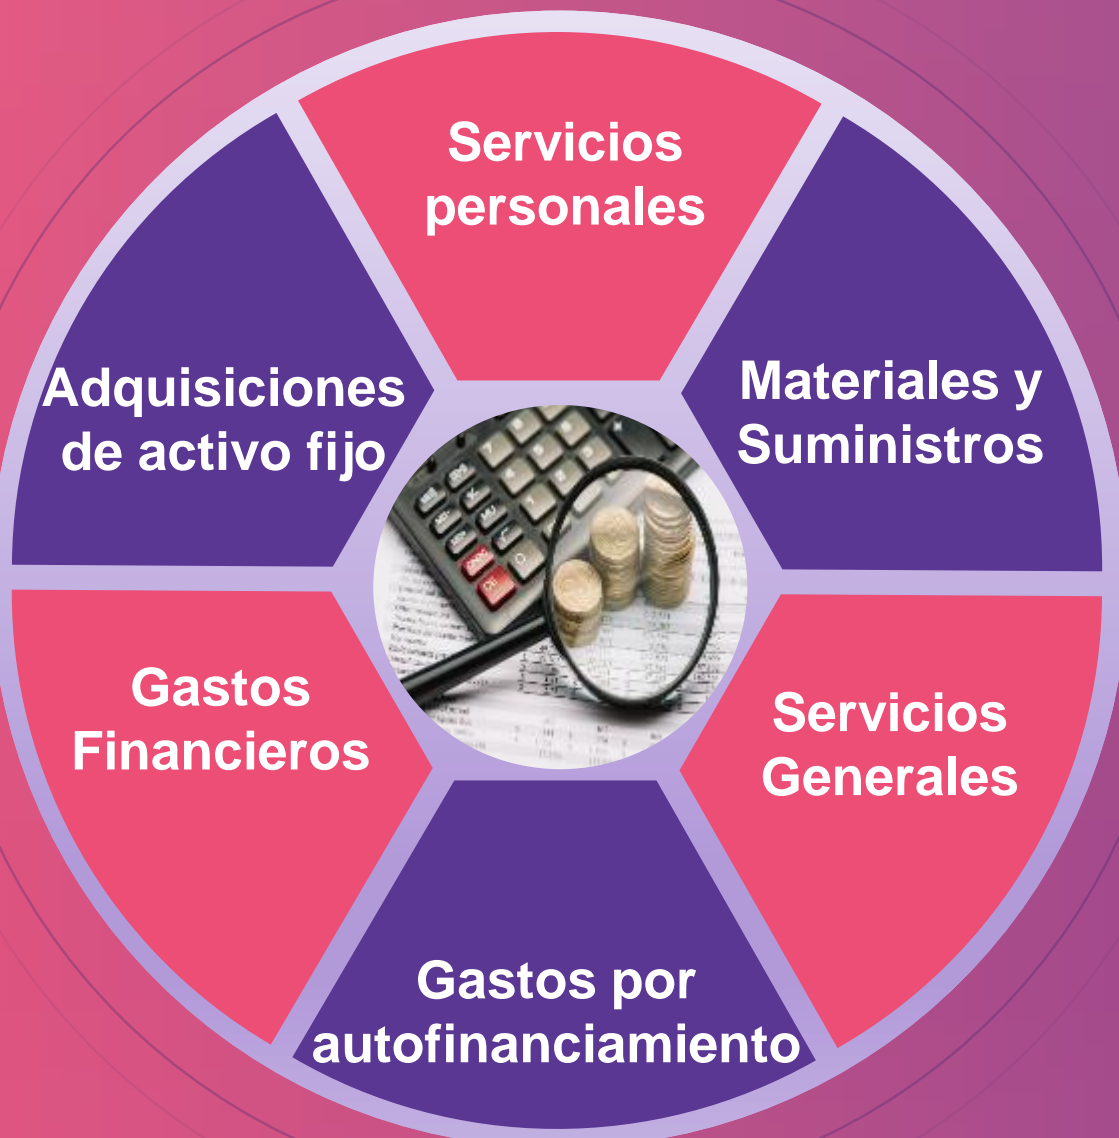 Servicios
personales
Materiales y
Suministros
Servicios
Generales
Gastos por
autofinanciamiento
Gastos
Financieros
Adquisiciones
de activo fijo